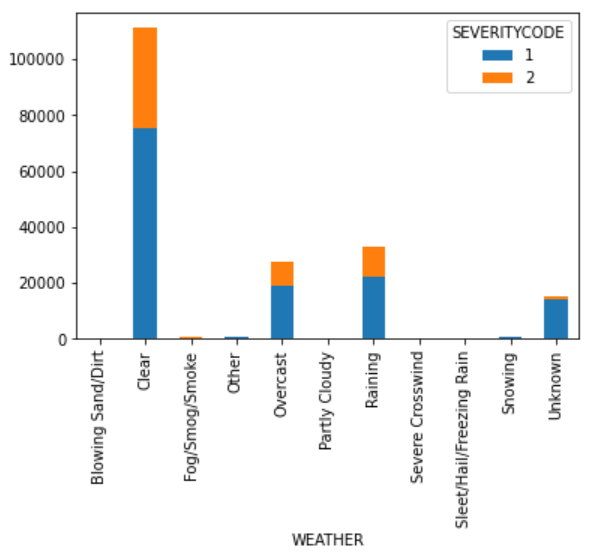 SEVERITYCODE
1
2
100000
80000
60000
40000
20000
0
Blowing Sand/Dirt
Clear
Fog/Smog/Smoke
Other
Overcast
Partly Cloudy
Raining
Severe Crosswind
Sleet/Hail/Freezing Rain
Snowing
Unknown
WEATHER